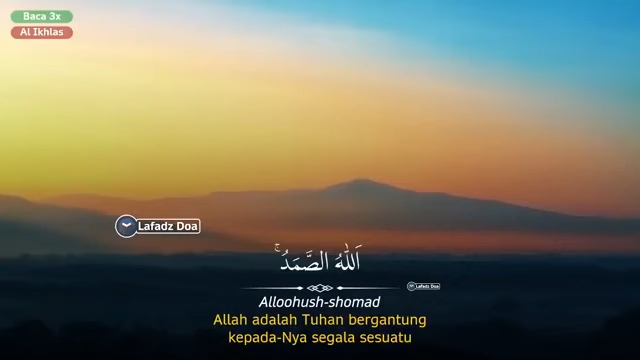 Baca 3x
Al Ikhlas
Lafadz Doa
اَللّٰهُ الصَّمَدُۚ
Lafadz Doa
Alloohush-shomad
Allah adalah Tuhan bergantung
kepada-Nya segala sesuatu